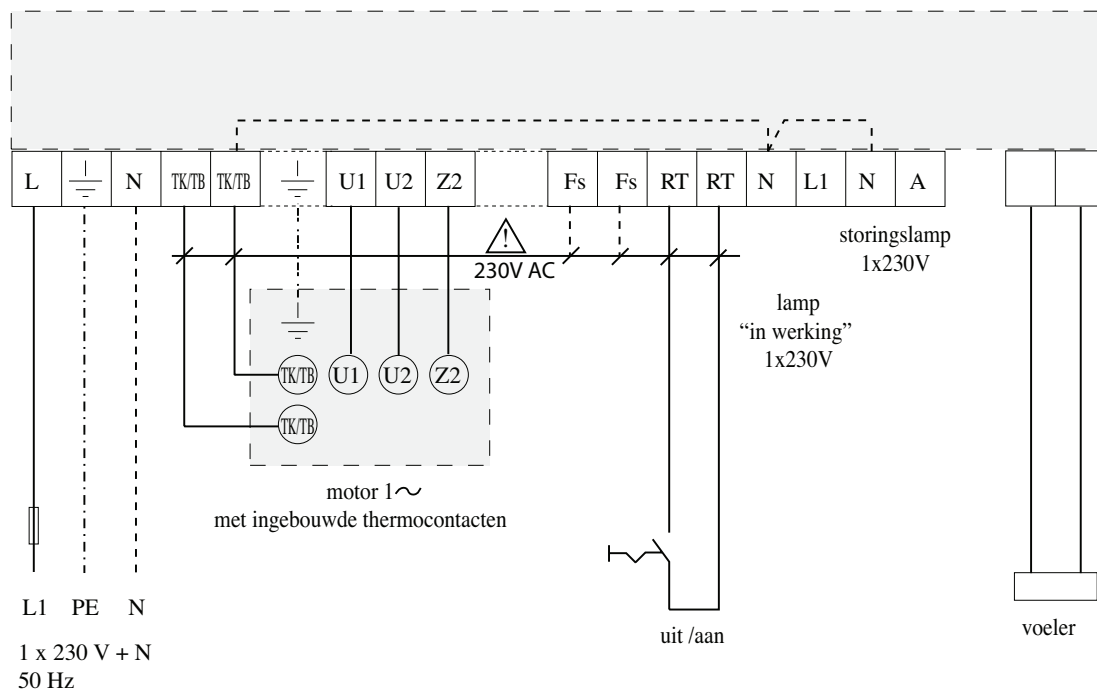 L N TK/TB TK/TB U1 U2 Z2 Fs Fs RT RT N L1 N A
storingslamp
1x230V
!
230V AC
lamp
“in werking”
1x230V
TK/TB U1 U2 Z2
TK/TB
motor 1~
met ingebouwde thermocontacten
L1 PE N
1 x 230 V + N
50 Hz
uit /aan
voeler